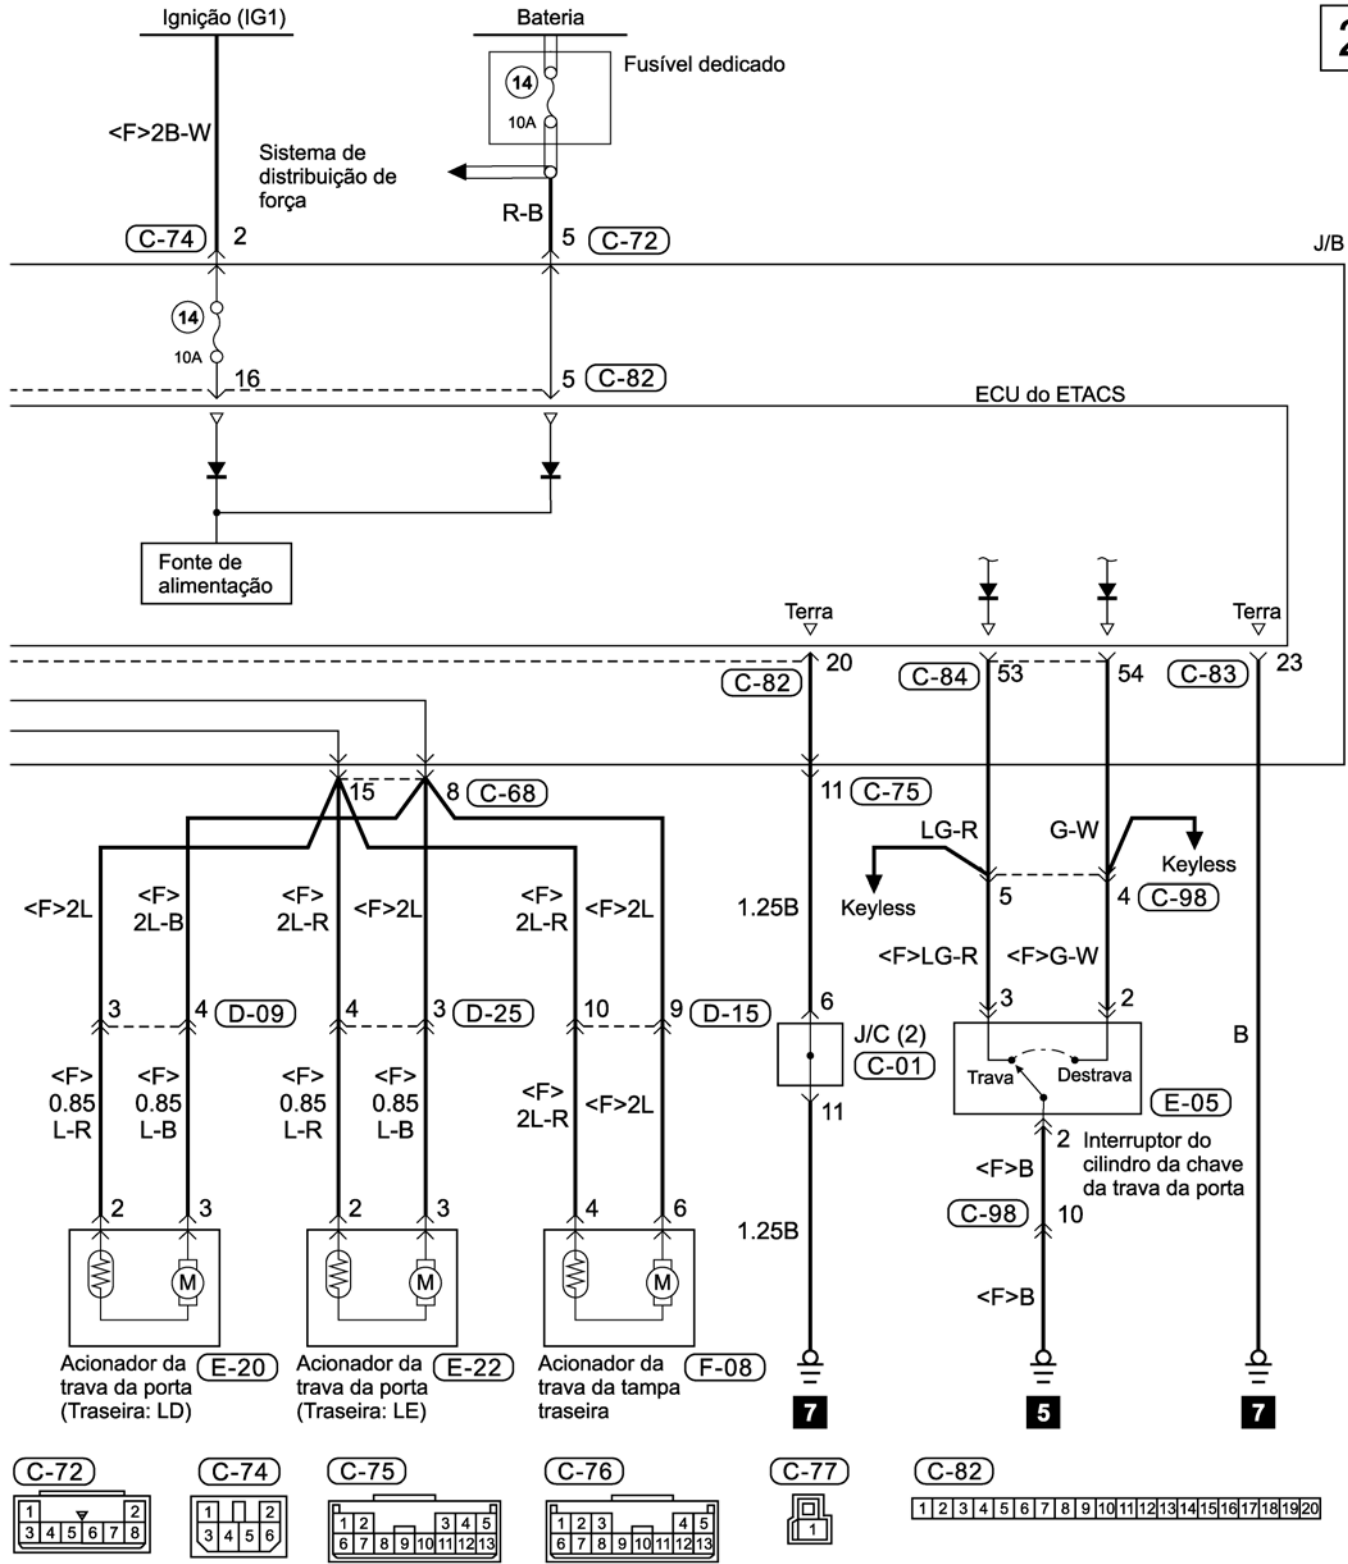 Ignição (IG1)
Bateria
2
14
10A
Fusível dedicado
<F>2B-W
Sistema de
distribuição de
força
R-B
C-74
2
5
C-72
J/B
14
10A
16
5
C-82
ECU do ETACS
Fonte de
alimentação
Terra
Terra
20
C-82
C-84
53
54
C-83
23
15
8
C-68
11
C-75
LG-R
G-W
Keyless
Keyless
5
4
C-98
<F>2L
<F>
2L-B
<F>
2L-R
<F>2L
<F>
2L-R
<F>2L
1.25B
<F>LG-R
<F>G-W
3
4
D-09
4
3
D-25
10
9
D-15
6
3
2
J/C (2)
C-01
B
Trava
Destrava
E-05
<F>
0.85
L-R
<F>
0.85
L-B
<F>
0.85
L-R
<F>
0.85
L-B
<F>
2L-R
<F>2L
11
2
Interruptor do
cilindro da chave
da trava da porta
<F>B
C-98
10
2
3
2
3
4
6
1.25B
<F>B
M
M
M
Acionador da
trava da porta
(Traseira: LD)
E-20
Acionador da
trava da porta
(Traseira: LE)
E-22
Acionador da
trava da tampa
traseira
F-08
7
5
7
C-72
1 2
3 4 5 6 7 8
C-74
1 2
3 4 5 6
C-75
1 2 3 4 5
6 7 8 9 10 11 12 13
C-76
1 2 3 4 5
6 7 8 9 10 11 12 13
C-77
1
C-82
1 2 3 4 5 6 7 8 9 10 11 12 13 14 15 16 17 18 19 20